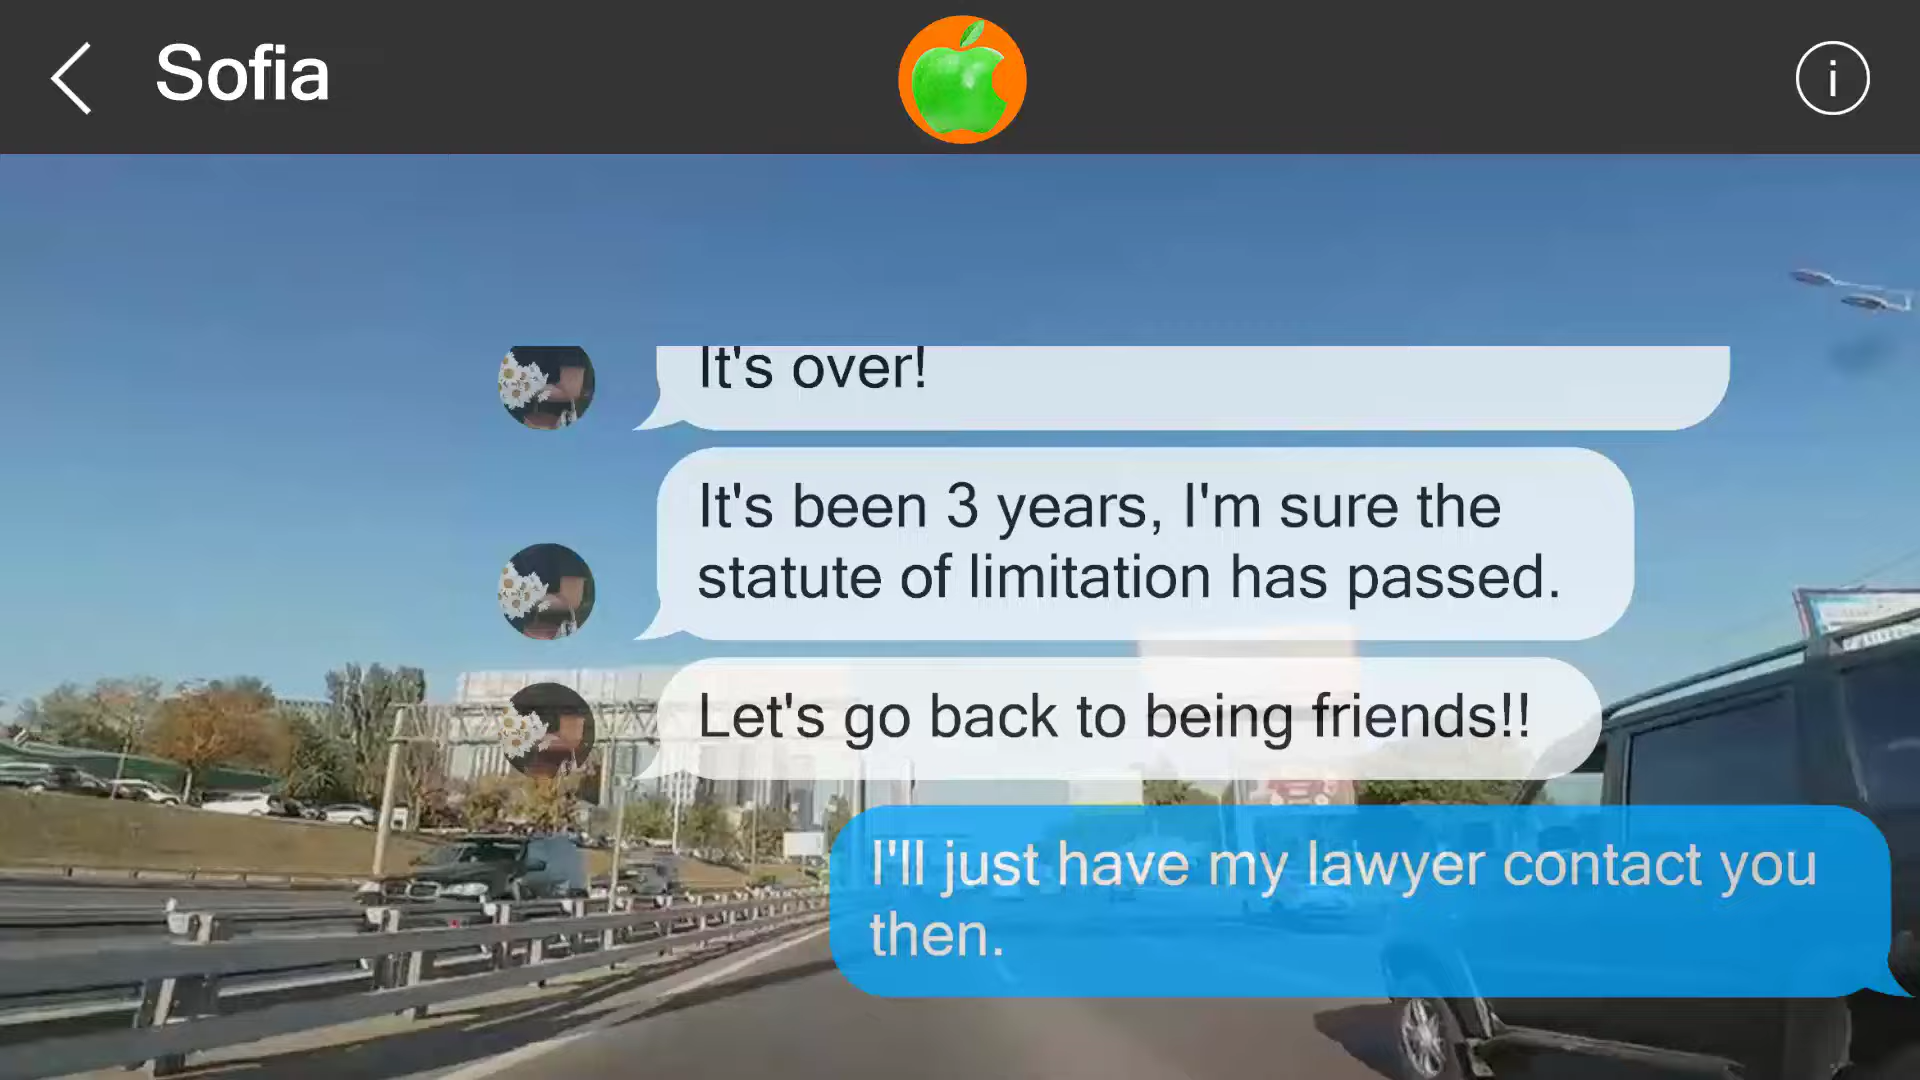 Sofia
i
It's over!
It's been 3 years, I'm sure the
statute of limitation has passed.
Let's go back to being friends!!
I'll just have my lawyer contact you
then.